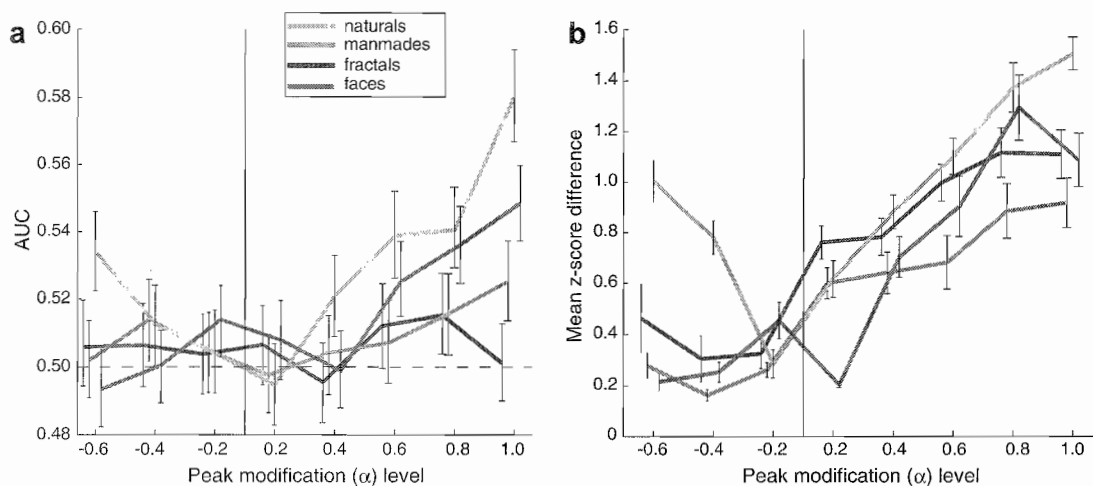 a
0.60
0.58
0.56
0.54
0.52
0.50
0.48
AUC
naturals
manmades
fractals
faces
-0.6 -0.4 -0.2 0.2 0.4 0.6 0.8 1.0
Peak modification (α) level
b
1.6
1.4
1.2
1.0
0.8
0.6
0.4
0.2
0
Mean z-score difference
-0.6 -0.4 -0.2 0.2 0.4 0.6 0.8 1.0
Peak modification (α) level